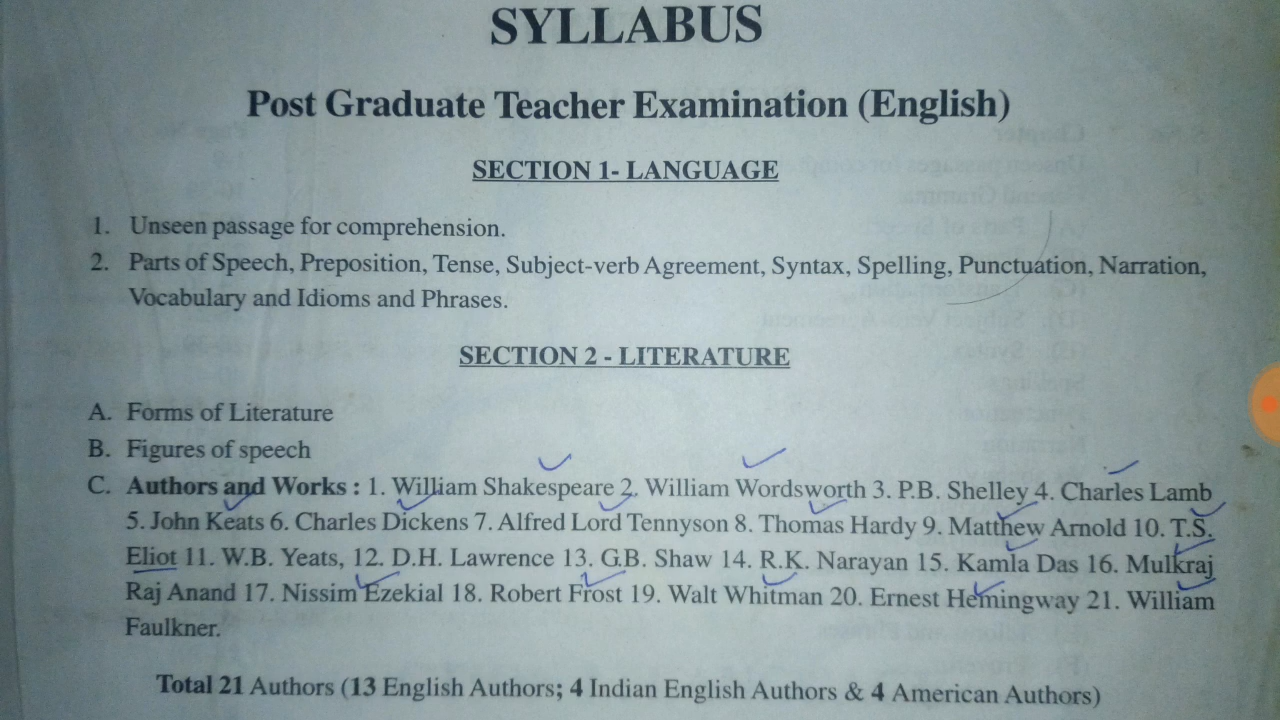 SYLLABUS
Post Graduate Teacher Examination (English)
SECTION 1- LANGUAGE
1. Unseen passage for comprehension.
2. Parts of Speech, Preposition, Tense, Subject-verb Agreement, Syntax, Spelling, Punctuation, Narration,
Vocabulary and Idioms and Phrases.
SECTION 2 - LITERATURE
A. Forms of Literature
B. Figures of speech
C. Authors and Works : 1. William Shakespeare 2. William Wordsworth 3. P.B. Shelley 4. Charles Lamb
5. John Keats 6. Charles Dickens 7. Alfred Lord Tennyson 8. Thomas Hardy 9. Matthew Arnold 10. T.S.
Eliot 11. W.B. Yeats, 12. D.H. Lawrence 13. G.B. Shaw 14. R.K. Narayan 15. Kamla Das 16. Mulkraj
Raj Anand 17. Nissim Ezekial 18. Robert Frost 19. Walt Whitman 20. Ernest Hemingway 21. William
Faulkner.
Total 21 Authors (13 English Authors; 4 Indian English Authors & 4 American Authors)